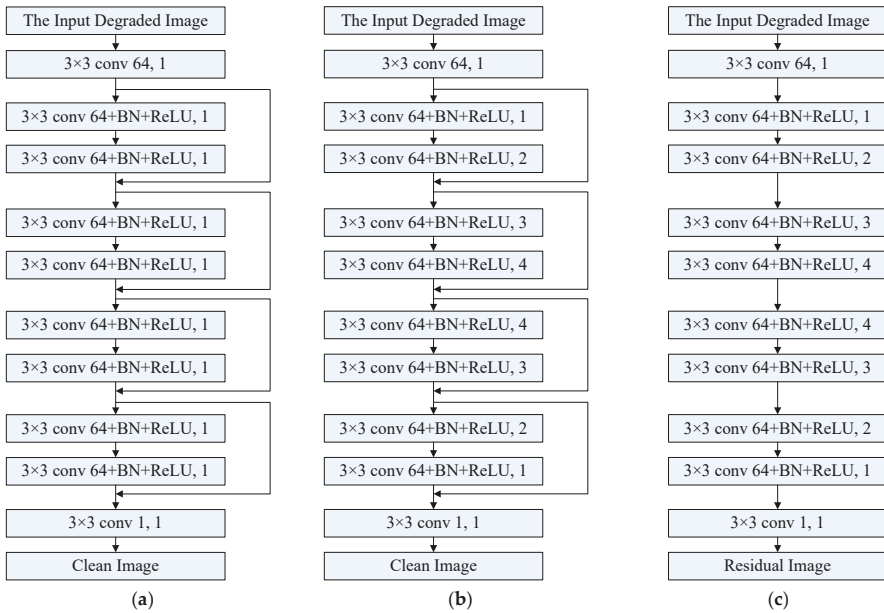 The Input Degraded Image
3×3 conv 64, 1
3×3 conv 64+BN+ReLU, 1
3×3 conv 64+BN+ReLU, 1
3×3 conv 64+BN+ReLU, 1
3×3 conv 64+BN+ReLU, 1
3×3 conv 64+BN+ReLU, 1
3×3 conv 64+BN+ReLU, 1
3×3 conv 64+BN+ReLU, 1
3×3 conv 64+BN+ReLU, 1
3×3 conv 1, 1
Clean Image
(a)
The Input Degraded Image
3×3 conv 64, 1
3×3 conv 64+BN+ReLU, 1
3×3 conv 64+BN+ReLU, 2
3×3 conv 64+BN+ReLU, 3
3×3 conv 64+BN+ReLU, 4
3×3 conv 64+BN+ReLU, 4
3×3 conv 64+BN+ReLU, 3
3×3 conv 64+BN+ReLU, 2
3×3 conv 64+BN+ReLU, 1
3×3 conv 1, 1
Clean Image
(b)
The Input Degraded Image
3×3 conv 64, 1
3×3 conv 64+BN+ReLU, 1
3×3 conv 64+BN+ReLU, 2
3×3 conv 64+BN+ReLU, 3
3×3 conv 64+BN+ReLU, 4
3×3 conv 64+BN+ReLU, 4
3×3 conv 64+BN+ReLU, 3
3×3 conv 64+BN+ReLU, 2
3×3 conv 64+BN+ReLU, 1
3×3 conv 1, 1
Residual Image
(c)